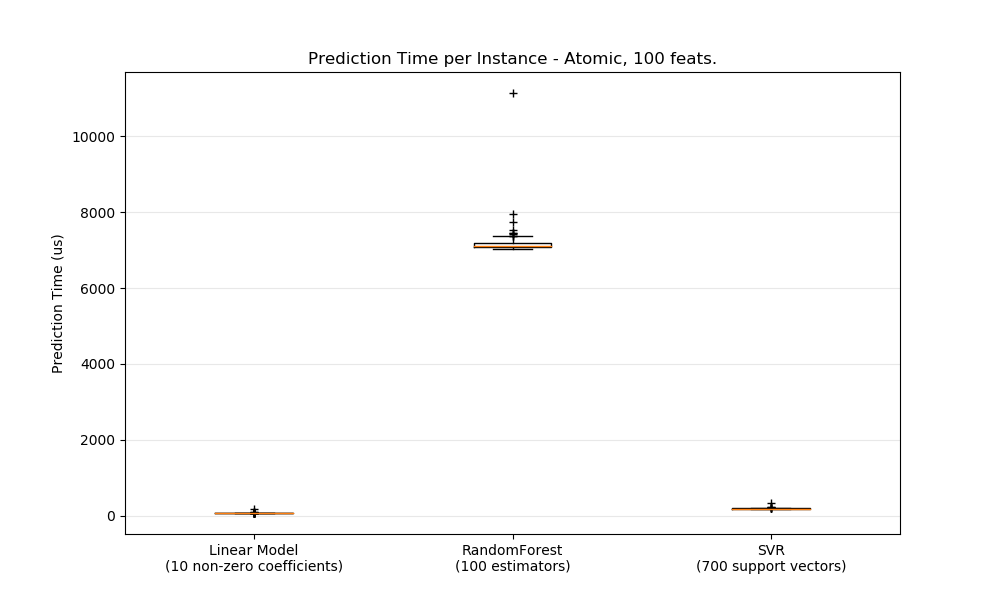 Prediction Time per Instance - Atomic, 100 feats.
Prediction Time (us)
10000
8000
6000
4000
2000
0
Linear Model
(10 non-zero coefficients)
RandomForest
(100 estimators)
SVR
(700 support vectors)